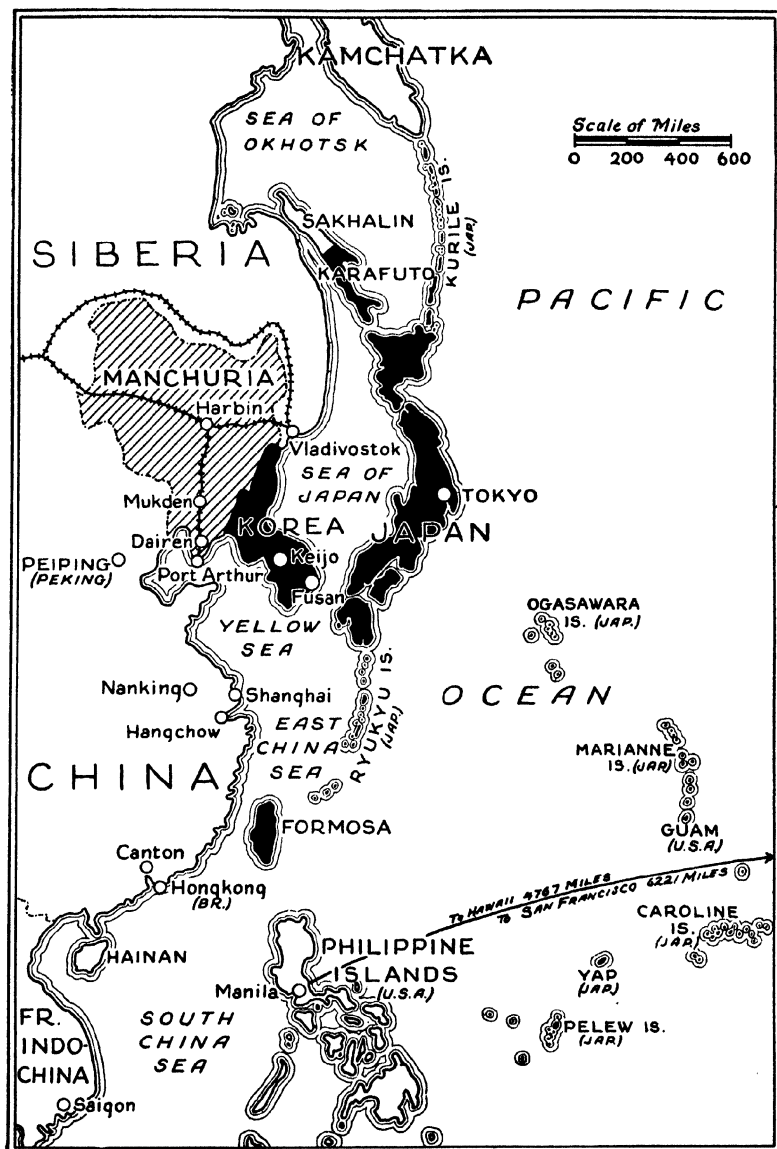 KAMCHATKA
SEA OF
OKHOTSK
Scale of Miles
0 200 400 600
KURILE IS.
(JAP.)
SAKHALIN
KARAFUTO
SIBERIA
PACIFIC
MANCHURIA
Harbin
Vladivostok
SEA OF
JAPAN
Mukden
TOKYO
KOREA
JAPAN
Dairen
Keijo
PEIPING
(PEKING)
Port Arthur
Fusan
YELLOW
SEA
OGASAWARA
IS. (JAP.)
Nanking
Shanghai
Hangchow
EAST
CHINA
SEA
RYUKYU IS.
(JAP.)
OCEAN
MARIANNE
IS. (JAP.)
CHINA
FORMOSA
GUAM
(U.S.A.)
Canton
Hongkong
(BR.)
TO HAWAII 4767 MILES
TO SAN FRANCISCO 6221 MILES
CAROLINE
IS.
(JAP.)
HAINAN
PHILIPPINE
ISLANDS
(U.S.A.)
Manila
YAP
(JAP.)
FR.
INDO-
CHINA
SOUTH
CHINA
SEA
PELEW IS.
(JAP.)
Saigon